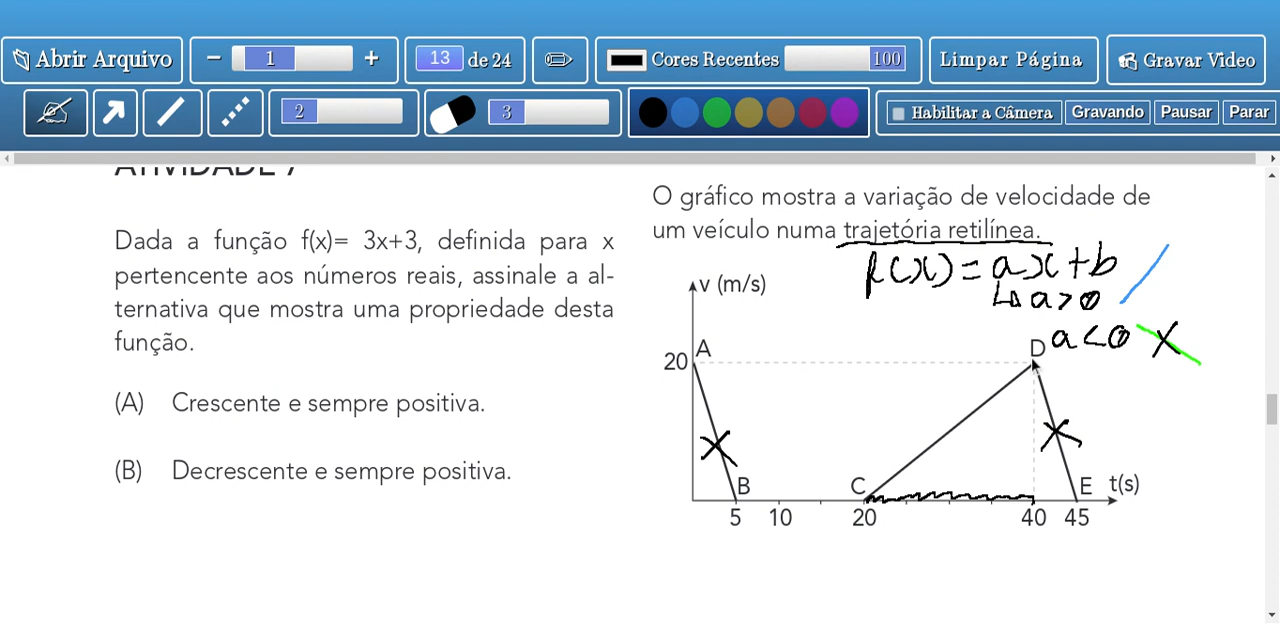 Abrir Arquivo
− 1 +
13 de 24
Cores Recentes 100
Limpar Página
Gravar Video
2
3
Habilitar a Câmera Gravando Pausar Parar
ATIVIDADE 7
Dada a função f(x)= 3x+3, definida para x
pertencente aos números reais, assinale a al-
ternativa que mostra uma propriedade desta
função.
(A) Crescente e sempre positiva.
(B) Decrescente e sempre positiva.
O gráfico mostra a variação de velocidade de
um veículo numa trajetória retilínea.
f(x)=ax+b
a>0
a<0
v (m/s)
20
A
D
B
C
E
t(s)
5 10 20 40 45